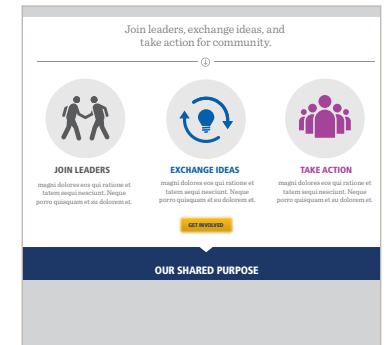 Join leaders, exchange ideas, and
take action for community.
JOIN LEADERS
magni dolores eos qui ratione et
tatem sequi nesciunt. Neque
porro quisquam et su dolorem et.
EXCHANGE IDEAS
magni dolores eos qui ratione et
tatem sequi nesciunt. Neque
porro quisquam et su dolorem et.
TAKE ACTION
magni dolores eos qui ratione et
tatem sequi nesciunt. Neque
porro quisquam et su dolorem et.
GET INVOLVED
OUR SHARED PURPOSE